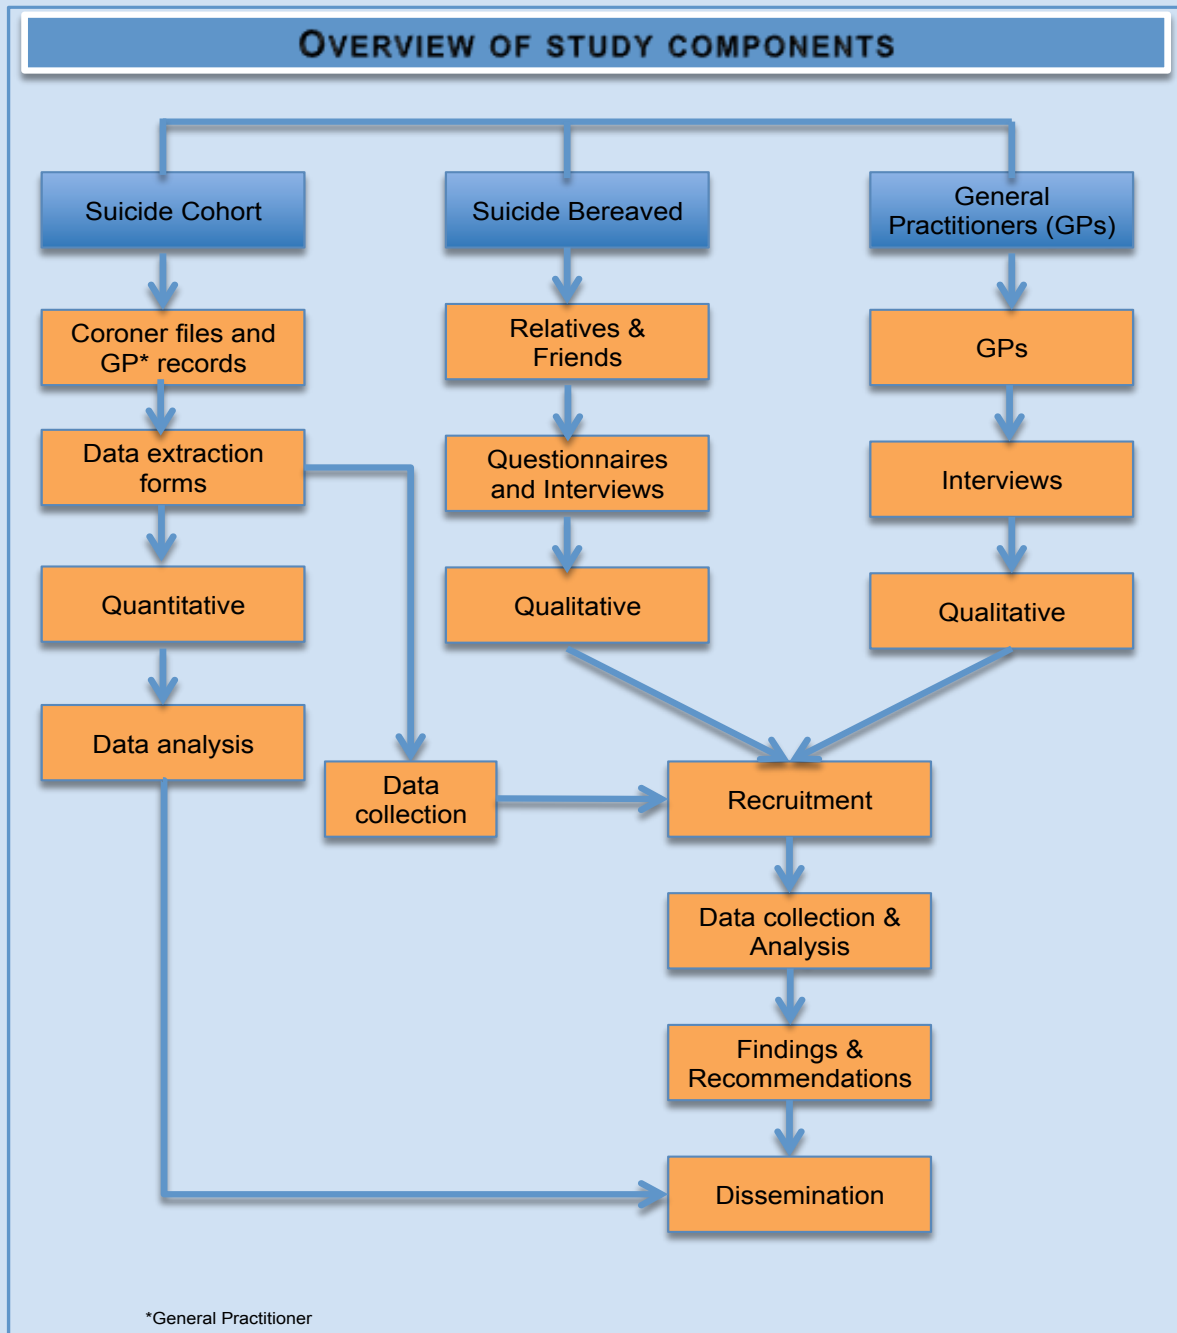 OVERVIEW OF STUDY COMPONENTS
Suicide Cohort
Suicide Bereaved
General
Practitioners (GPs)
Coroner files and
GP* records
Relatives &
Friends
GPs
Data extraction
forms
Questionnaires
and Interviews
Interviews
Quantitative
Qualitative
Qualitative
Data analysis
Data
collection
Recruitment
Data collection &
Analysis
Findings &
Recommendations
Dissemination
*General Practitioner